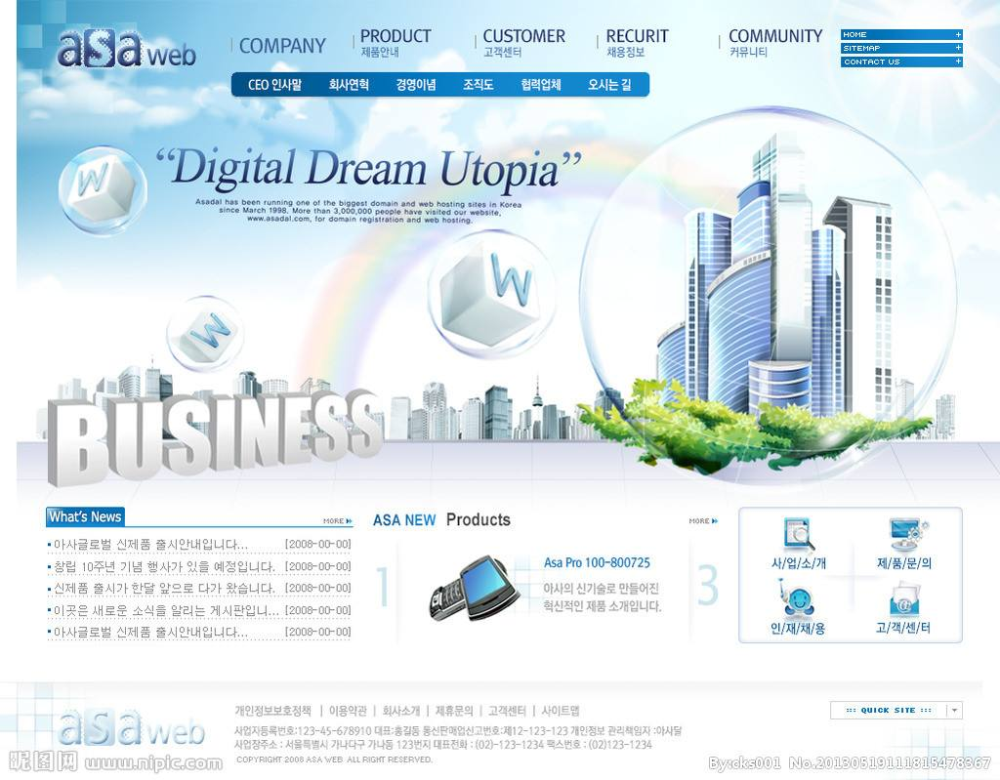 asa web
COMPANY
PRODUCT
제품안내
CUSTOMER
고객센터
RECURIT
채용정보
COMMUNITY
커뮤니티
HOME +
SITEMAP +
CONTACT US +
CEO 인사말 회사연혁 경영이념 조직도 협력업체 오시는 길
“Digital Dream Utopia”
Asadal has been running one of the biggest domain and web hosting sites in Korea
since March 1998. More than 3,000,000 people have visited our website,
www.asadal.com, for domain registration and web hosting.
W
W
W
BUSINESS
What's News
MORE
아사글로벌 신제품 출시안내입니다... [2008-00-00]
창립 10주년 기념 행사가 있을 예정입니다. [2008-00-00]
신제품 출시가 한달 앞으로 다가 왔습니다. [2008-00-00]
이곳은 새로운 소식을 알리는 게시판입니... [2008-00-00]
아사글로벌 신제품 출시안내입니다... [2008-00-00]
ASA NEW Products
MORE
1
Asa Pro 100-800725
아사의 신기술로 만들어진
혁신적인 제품 소개입니다.
3
사/업/소/개
제/품/문/의
인/재/채/용
고/객/센/터
asa web
개인정보보호정책 | 이용약관 | 회사소개 | 제휴문의 | 고객센터 | 사이트맵
사업자등록번호:123-45-678910 대표:홍길동 통신판매업신고번호:제12-123-123 개인정보 관리책임자 :아사달
사업장주소 : 서울특별시 가나다구 가나동 123번지 대표전화 : (02)-123-1234 팩스번호 : (02)123-1234
COPYRIGHT 2008 ASA WEB ALL RIGHT RESERVED.
::: QUICK SITE :::
昵图网 www.nipic.com
By:cks001 No.20130519111815478367